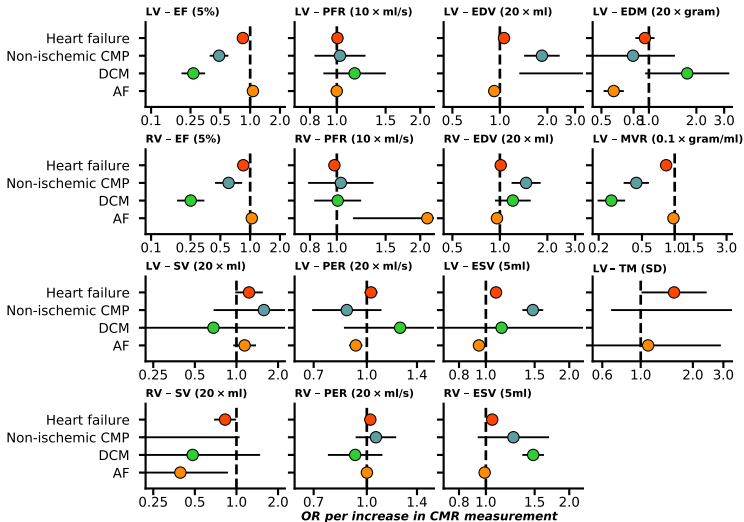 LV – EF (5%) LV – PFR (10 × ml/s) LV – EDV (20 × ml) LV – EDM (20 × gram)
Heart failure
Non-ischemic CMP
DCM
AF
0.1 0.2 0.5 1.0 2.0 0.8 1.0 1.5 2.0 0.5 1.0 2.0 3.0 0.5 0.8 1.0 2.0 3.0
RV – EF (5%) RV – PFR (10 × ml/s) RV – EDV (20 × ml) LV – MVR (0.1 × gram/ml)
Heart failure
Non-ischemic CMP
DCM
AF
0.1 0.2 0.5 1.0 2.0 0.8 1.0 1.5 2.0 0.5 1.0 2.0 3.0 0.2 0.5 1.0 1.5
LV – SV (20 × ml) LV – PER (20 × ml/s) LV – ESV (5ml) LV – TM (SD)
Heart failure
Non-ischemic CMP
DCM
AF
0.25 0.5 1.0 2.0 0.7 1.0 1.4 0.8 1.0 1.5 2.0 0.6 1.0 2.0 3.0
RV – SV (20 × ml) RV – PER (20 × ml/s) RV – ESV (5ml)
Heart failure
Non-ischemic CMP
DCM
AF
0.25 0.5 1.0 2.0 0.7 1.0 1.4 0.8 1.0 1.5 2.0
OR per increase in CMR measurement